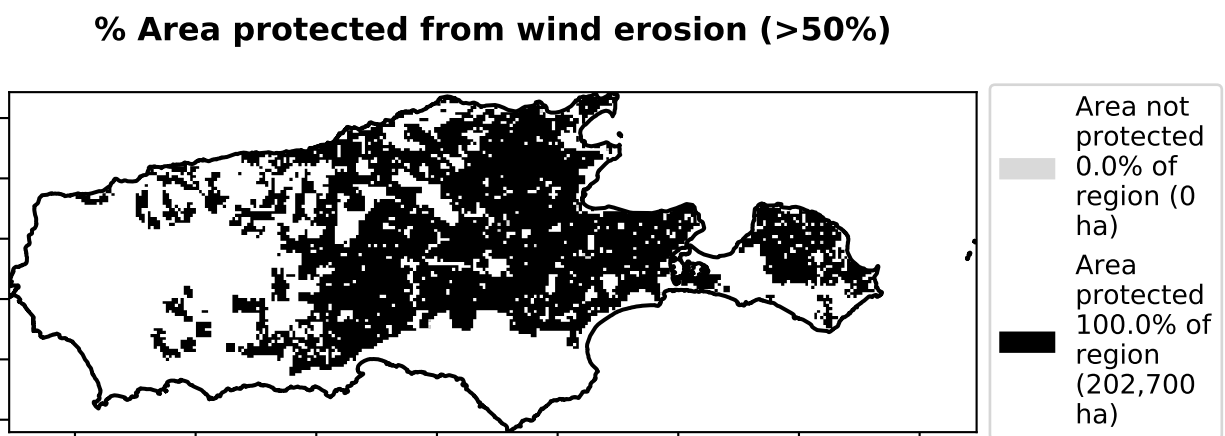 % Area protected from wind erosion (>50%)
Area not
protected
0.0% of
region (0
ha)
Area
protected
100.0% of
region
(202,700
ha)